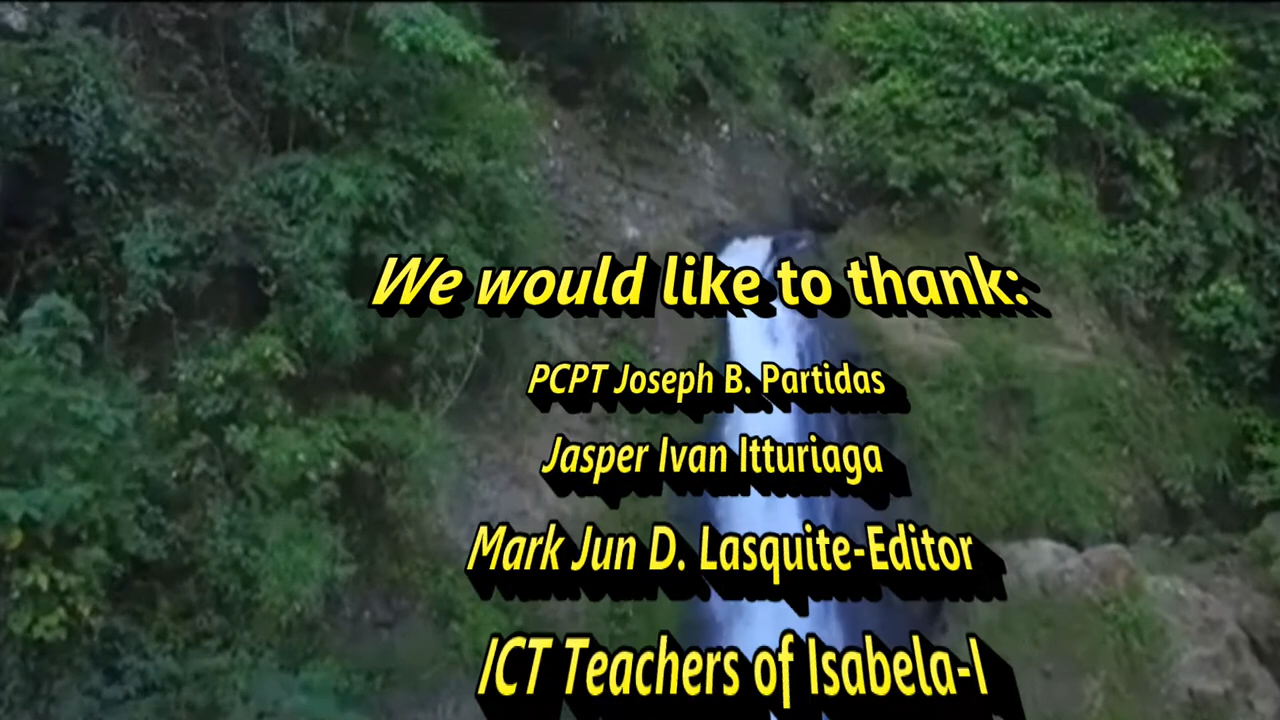 We would like to thank:
PCPT Joseph B. Partidas
Jasper Ivan Itturiaga
Mark Jun D. Lasquite-Editor
ICT Teachers of Isabela-I